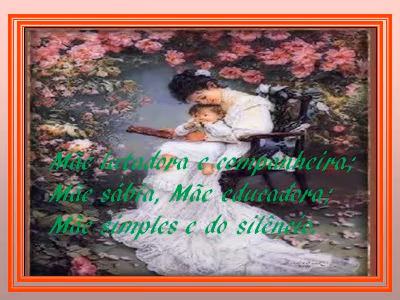 Mãe lutadora e companheira;
Mãe sábia, Mãe educadora;
Mãe simples e do silêncio.